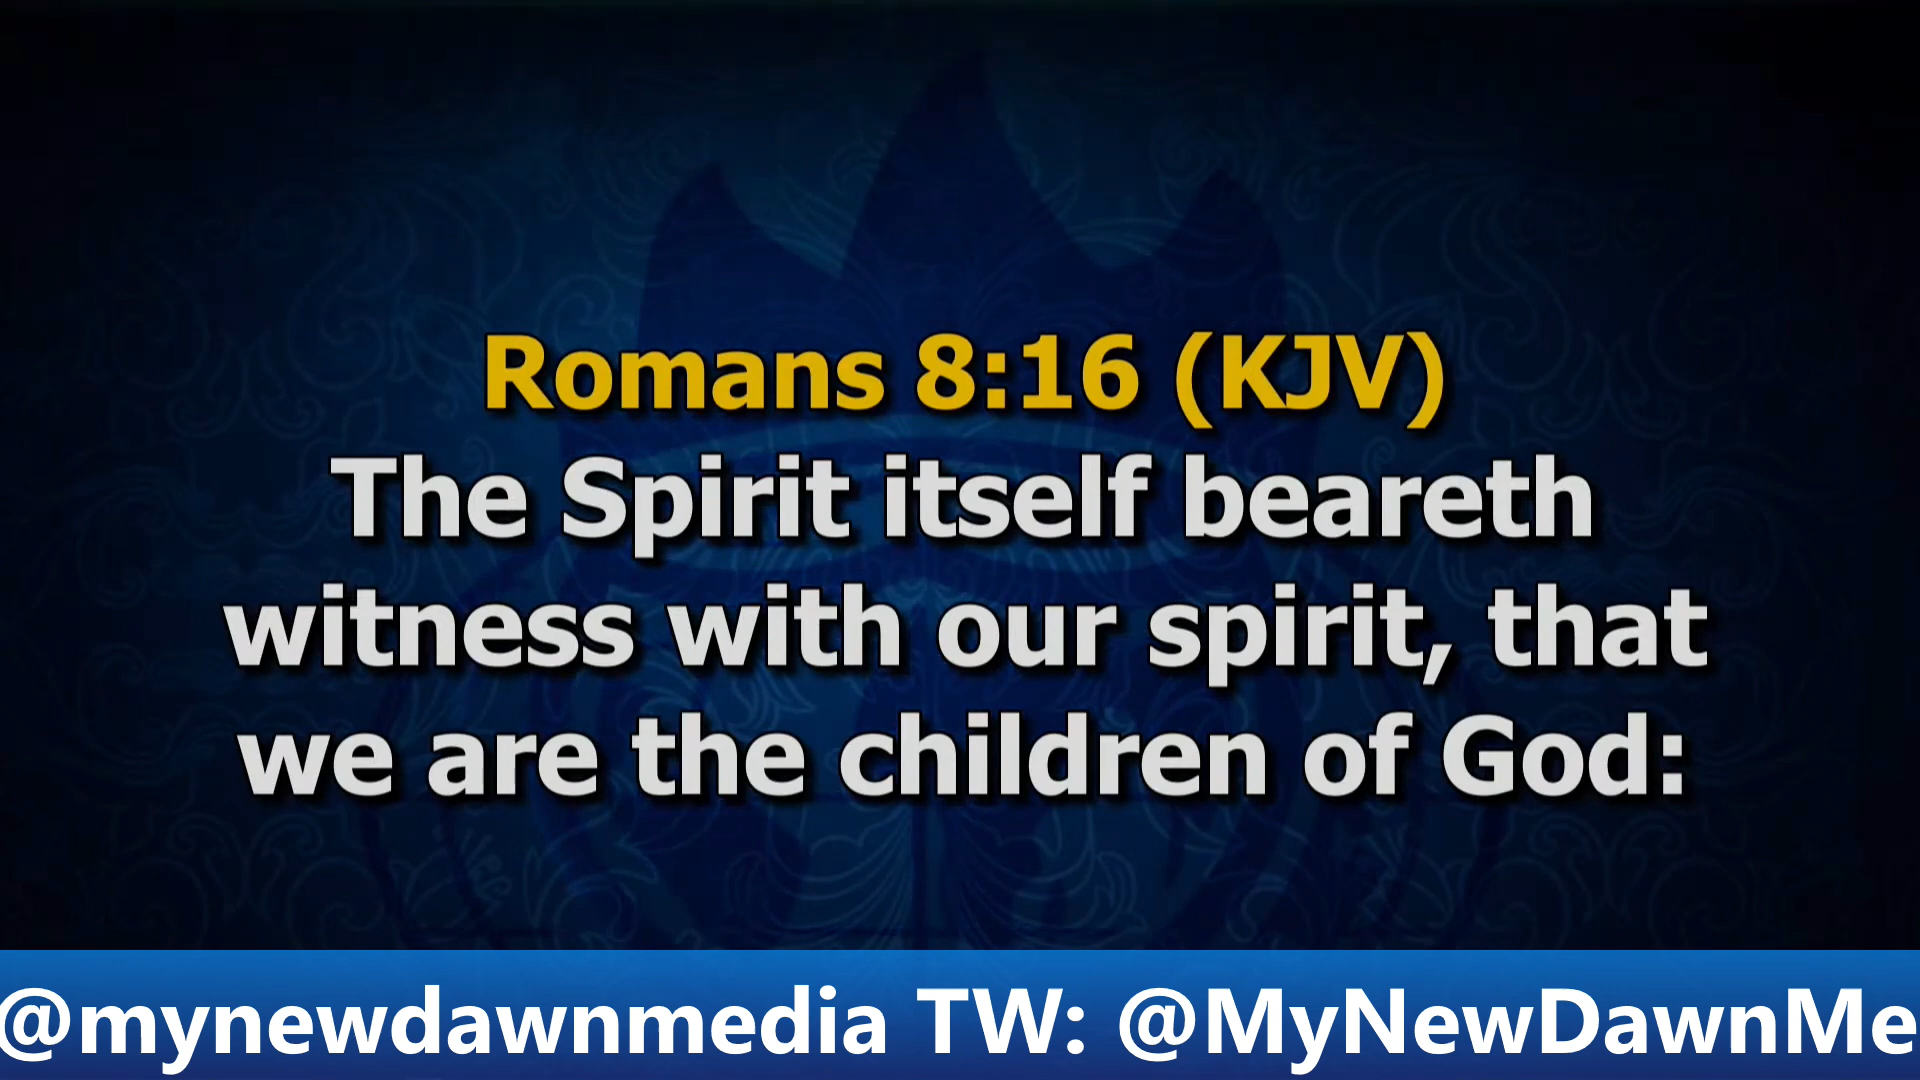 Romans 8:16 (KJV)
The Spirit itself beareth
witness with our spirit, that
we are the children of God:
@mynewdawnmedia TW: @MyNewDawnMe